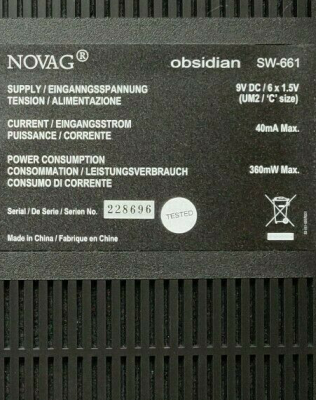 NOVAG® obsidian SW-661
SUPPLY / EINGANNGSSPANNUNG 9V DC / 6 x 1.5V
TENSION / ALIMENTAZIONE (UM2 / 'C' size)
CURRENT / EINGANGSSTROM 40mA Max.
PUISSANCE / CORRENTE
POWER CONSUMPTION 360mW Max.
CONSOMMATION / LEISTUNGSVERBRAUCH
CONSUMO DI CORRENTE
Serial / De Serie / Serien No. 228696 TESTED
Made in China / Fabrique en Chine